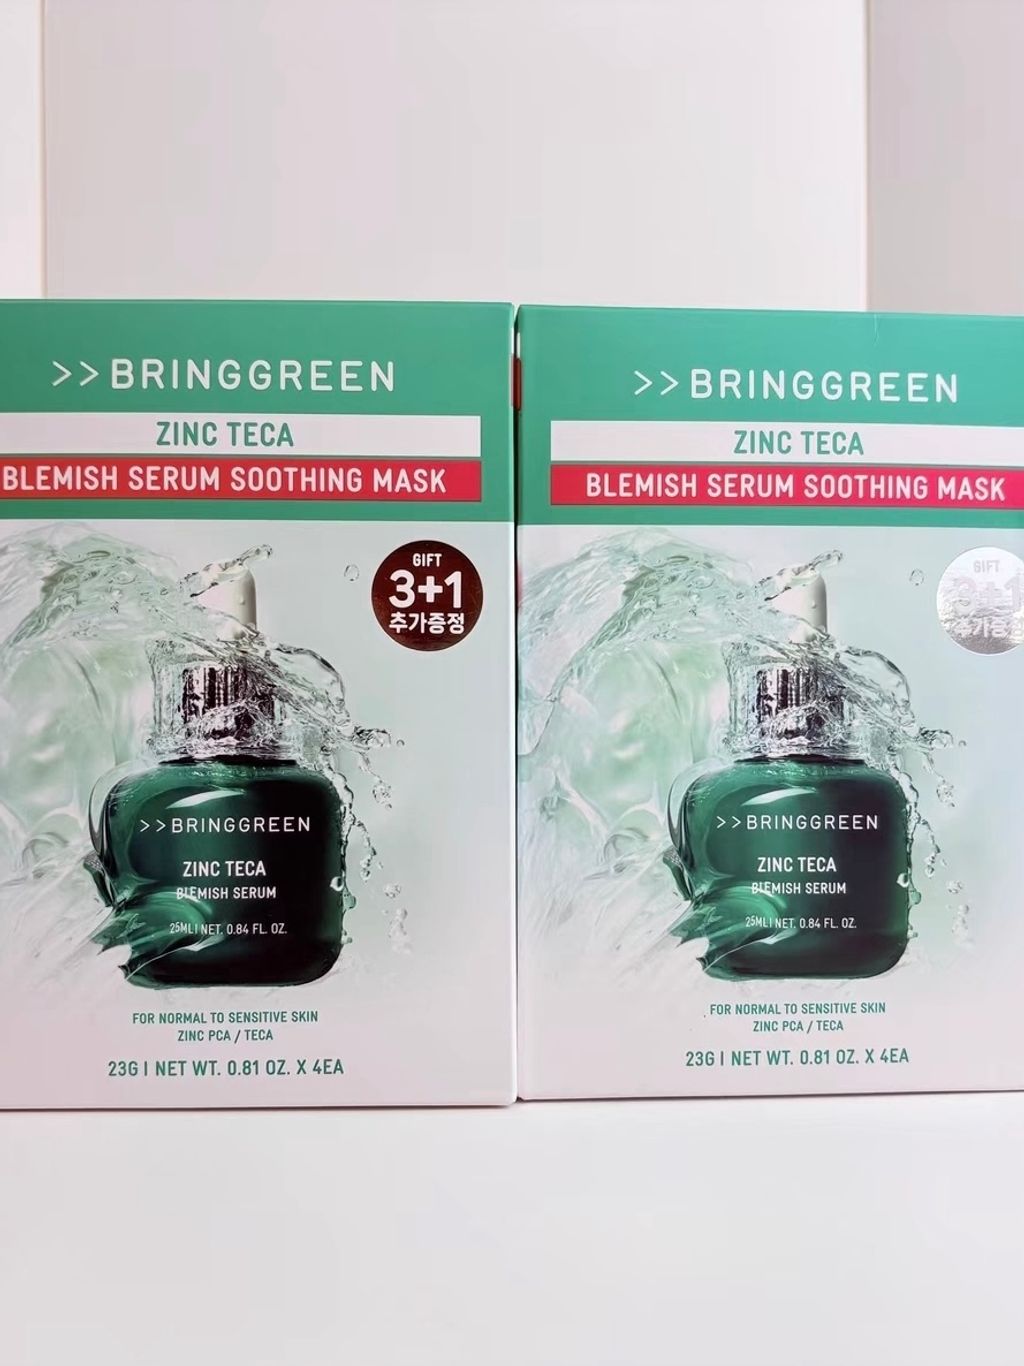 >>BRINGGREEN
ZINC TECA
BLEMISH SERUM SOOTHING MASK
GIFT
3+1
추가증정
>>BRINGGREEN
ZINC TECA
BLEMISH SERUM
25ML | NET. 0.84 FL. OZ.
FOR NORMAL TO SENSITIVE SKIN
ZINC PCA / TECA
23G | NET WT. 0.81 OZ. X 4EA
>>BRINGGREEN
ZINC TECA
BLEMISH SERUM SOOTHING MASK
GIFT
3+1
>>BRINGGREEN
ZINC TECA
BLEMISH SERUM
25ML | NET. 0.84 FL. OZ.
FOR NORMAL TO SENSITIVE SKIN
ZINC PCA / TECA
23G | NET WT. 0.81 OZ. X 4EA